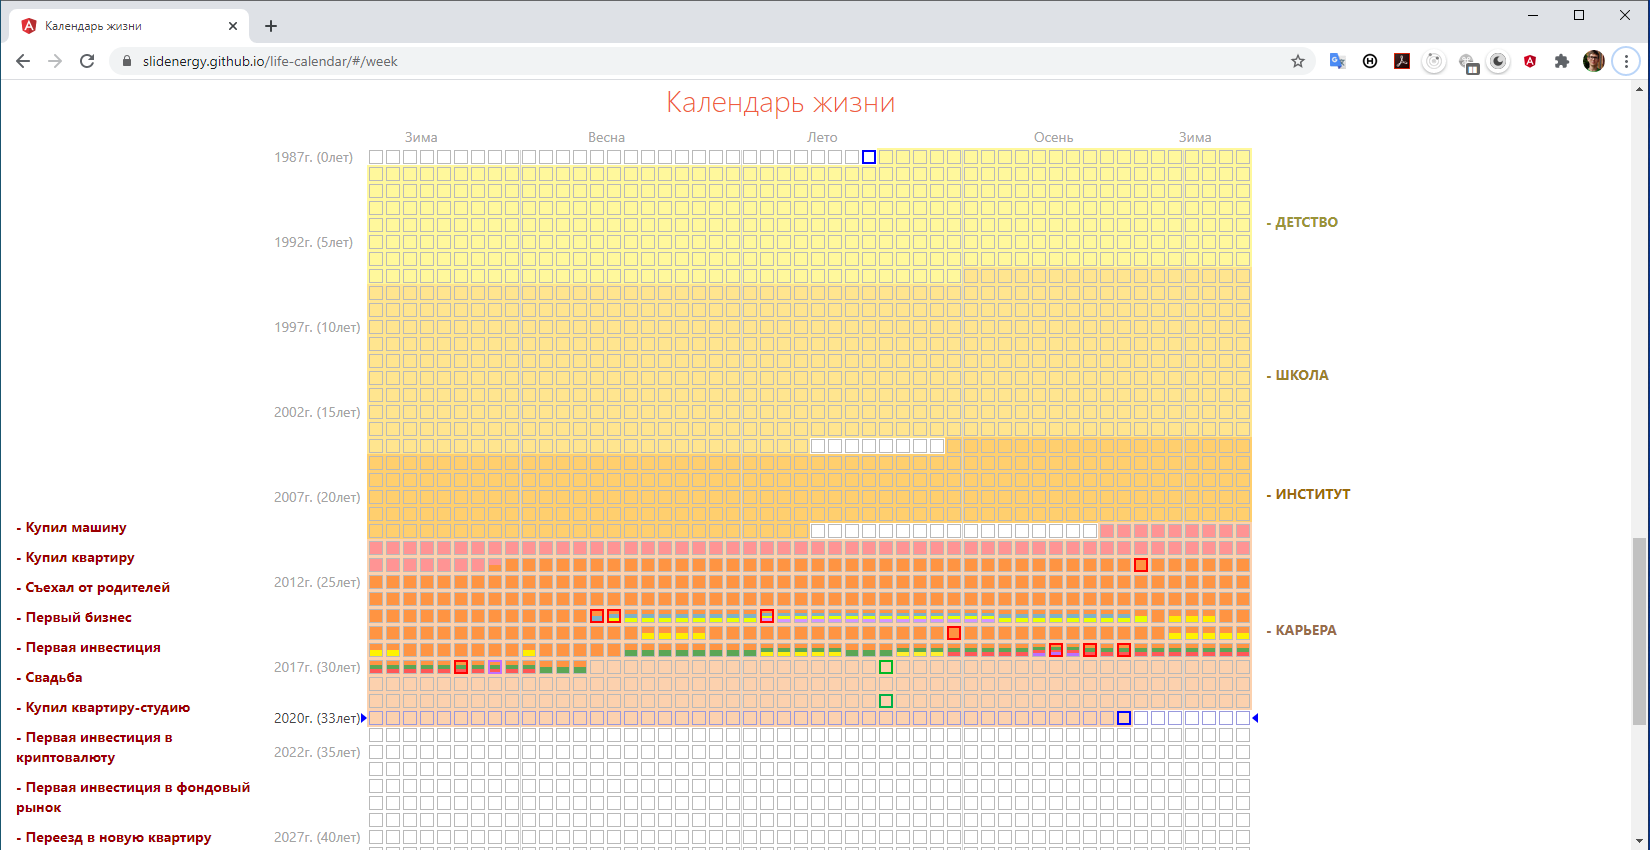 Календарь жизни
slidenergy.github.io/life-calendar/#/week
Календарь жизни
Зима Весна Лето Осень Зима
1987г. (0лет)
- ДЕТСТВО
1992г. (5лет)
1997г. (10лет)
- ШКОЛА
2002г. (15лет)
2007г. (20лет)
- ИНСТИТУТ
2012г. (25лет)
- КАРЬЕРА
2017г. (30лет)
2020г. (33лет)
2022г. (35лет)
2027г. (40лет)
- Купил машину
- Купил квартиру
- Съехал от родителей
- Первый бизнес
- Первая инвестиция
- Свадьба
- Купил квартиру-студию
- Первая инвестиция в
криптовалюту
- Первая инвестиция в фондовый
рынок
- Переезд в новую квартиру